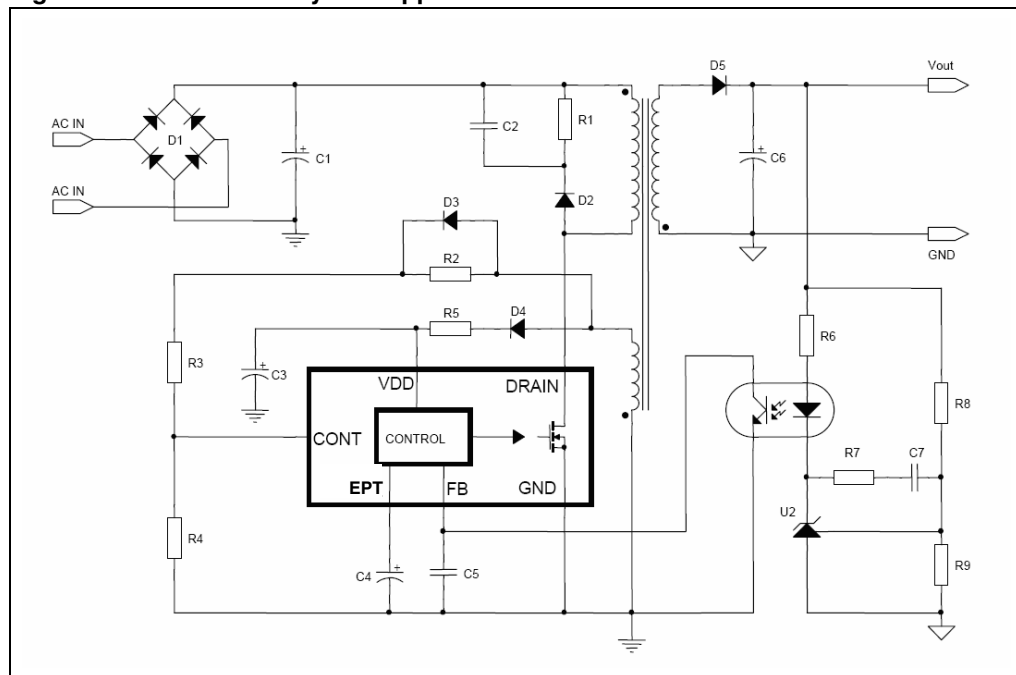 D5
Vout
AC IN
D1
C1
C2
R1
C6
AC IN
D2
D3
GND
R2
R5
D4
R6
R3
C3
VDD
DRAIN
R8
CONT
CONTROL
R7
C7
EPT
FB
GND
U2
R4
C4
C5
R9